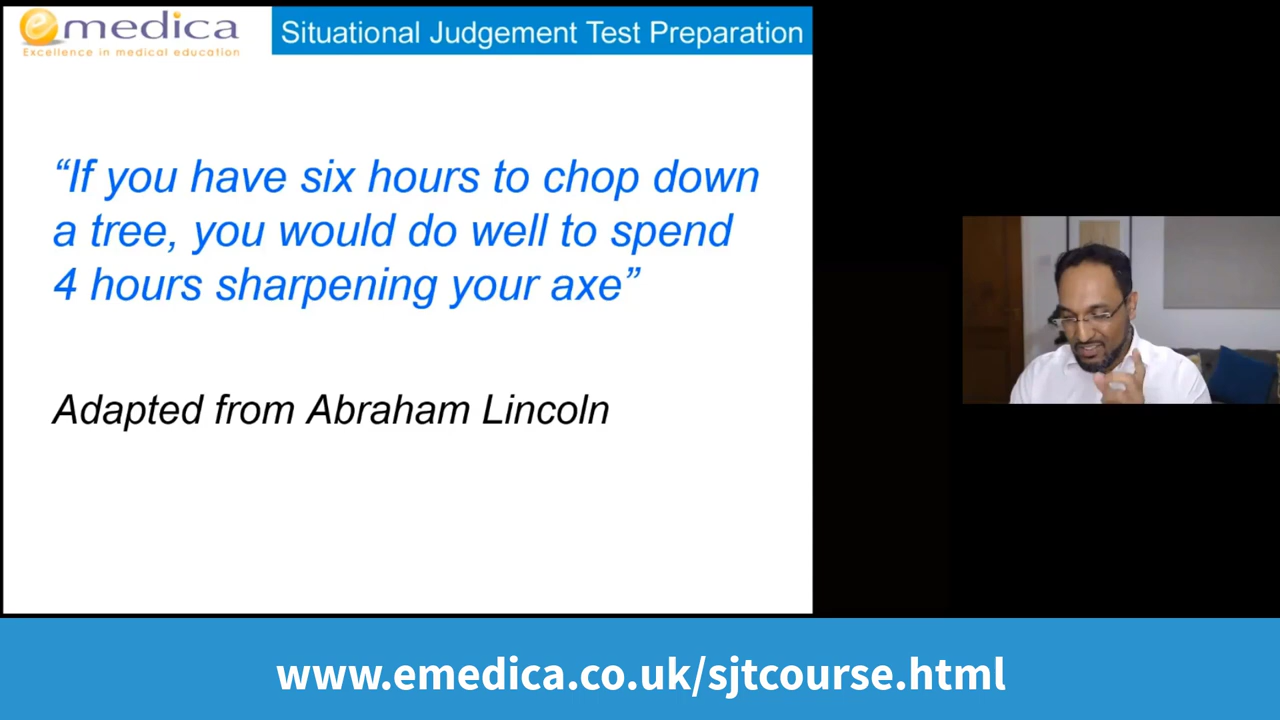 emedica
Excellence in medical education
Situational Judgement Test Preparation
“If you have six hours to chop down
a tree, you would do well to spend
4 hours sharpening your axe”
Adapted from Abraham Lincoln
www.emedica.co.uk/sjtcourse.html